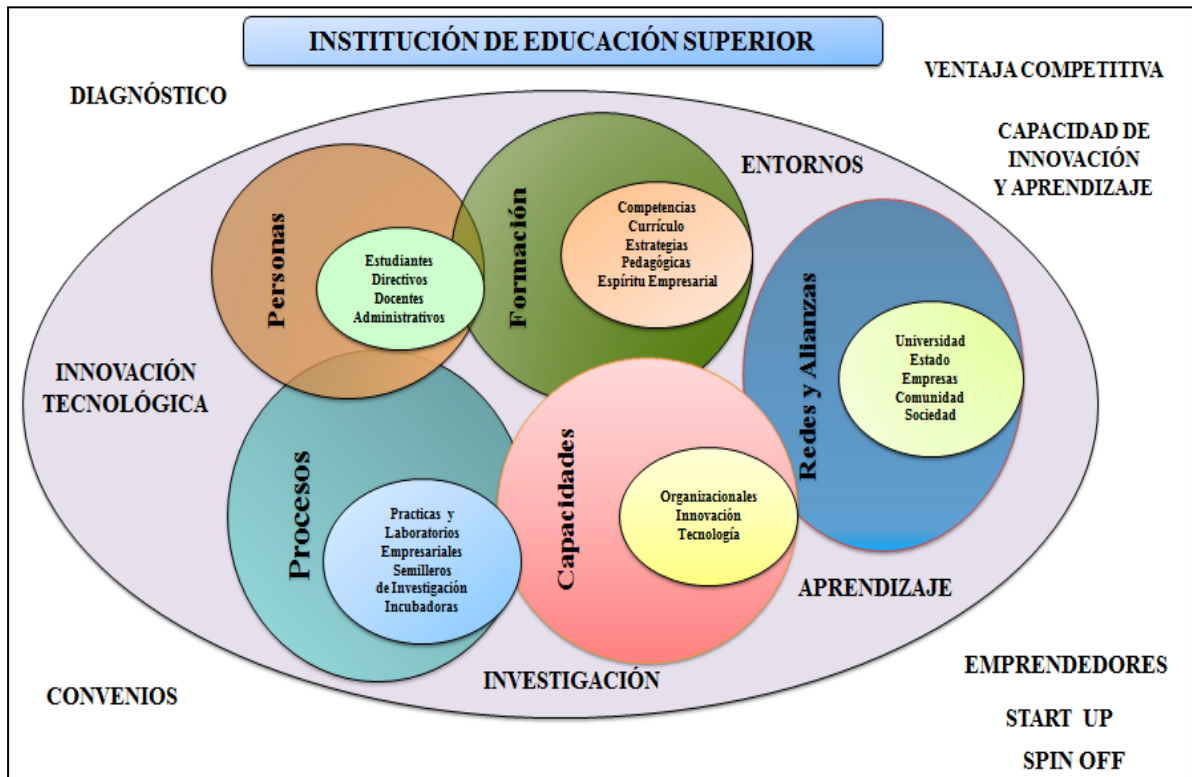 INSTITUCIÓN DE EDUCACIÓN SUPERIOR
DIAGNÓSTICO
VENTAJA COMPETITIVA
CAPACIDAD DE
INNOVACIÓN
Y APRENDIZAJE
ENTORNOS
Personas
Estudiantes
Directivos
Docentes
Administrativos
Formación
Competencias
Currículo
Estrategias
Pedagógicas
Espíritu Empresarial
Redes y Alianzas
Universidad
Estado
Empresas
Comunidad
Sociedad
INNOVACIÓN
TECNOLÓGICA
Procesos
Practicas y
Laboratorios
Empresariales
Semilleros
de Investigación
Incubadoras
Capacidades
Organizacionales
Innovación
Tecnología
APRENDIZAJE
INVESTIGACIÓN
CONVENIOS
EMPRENDEDORES
START UP
SPIN OFF